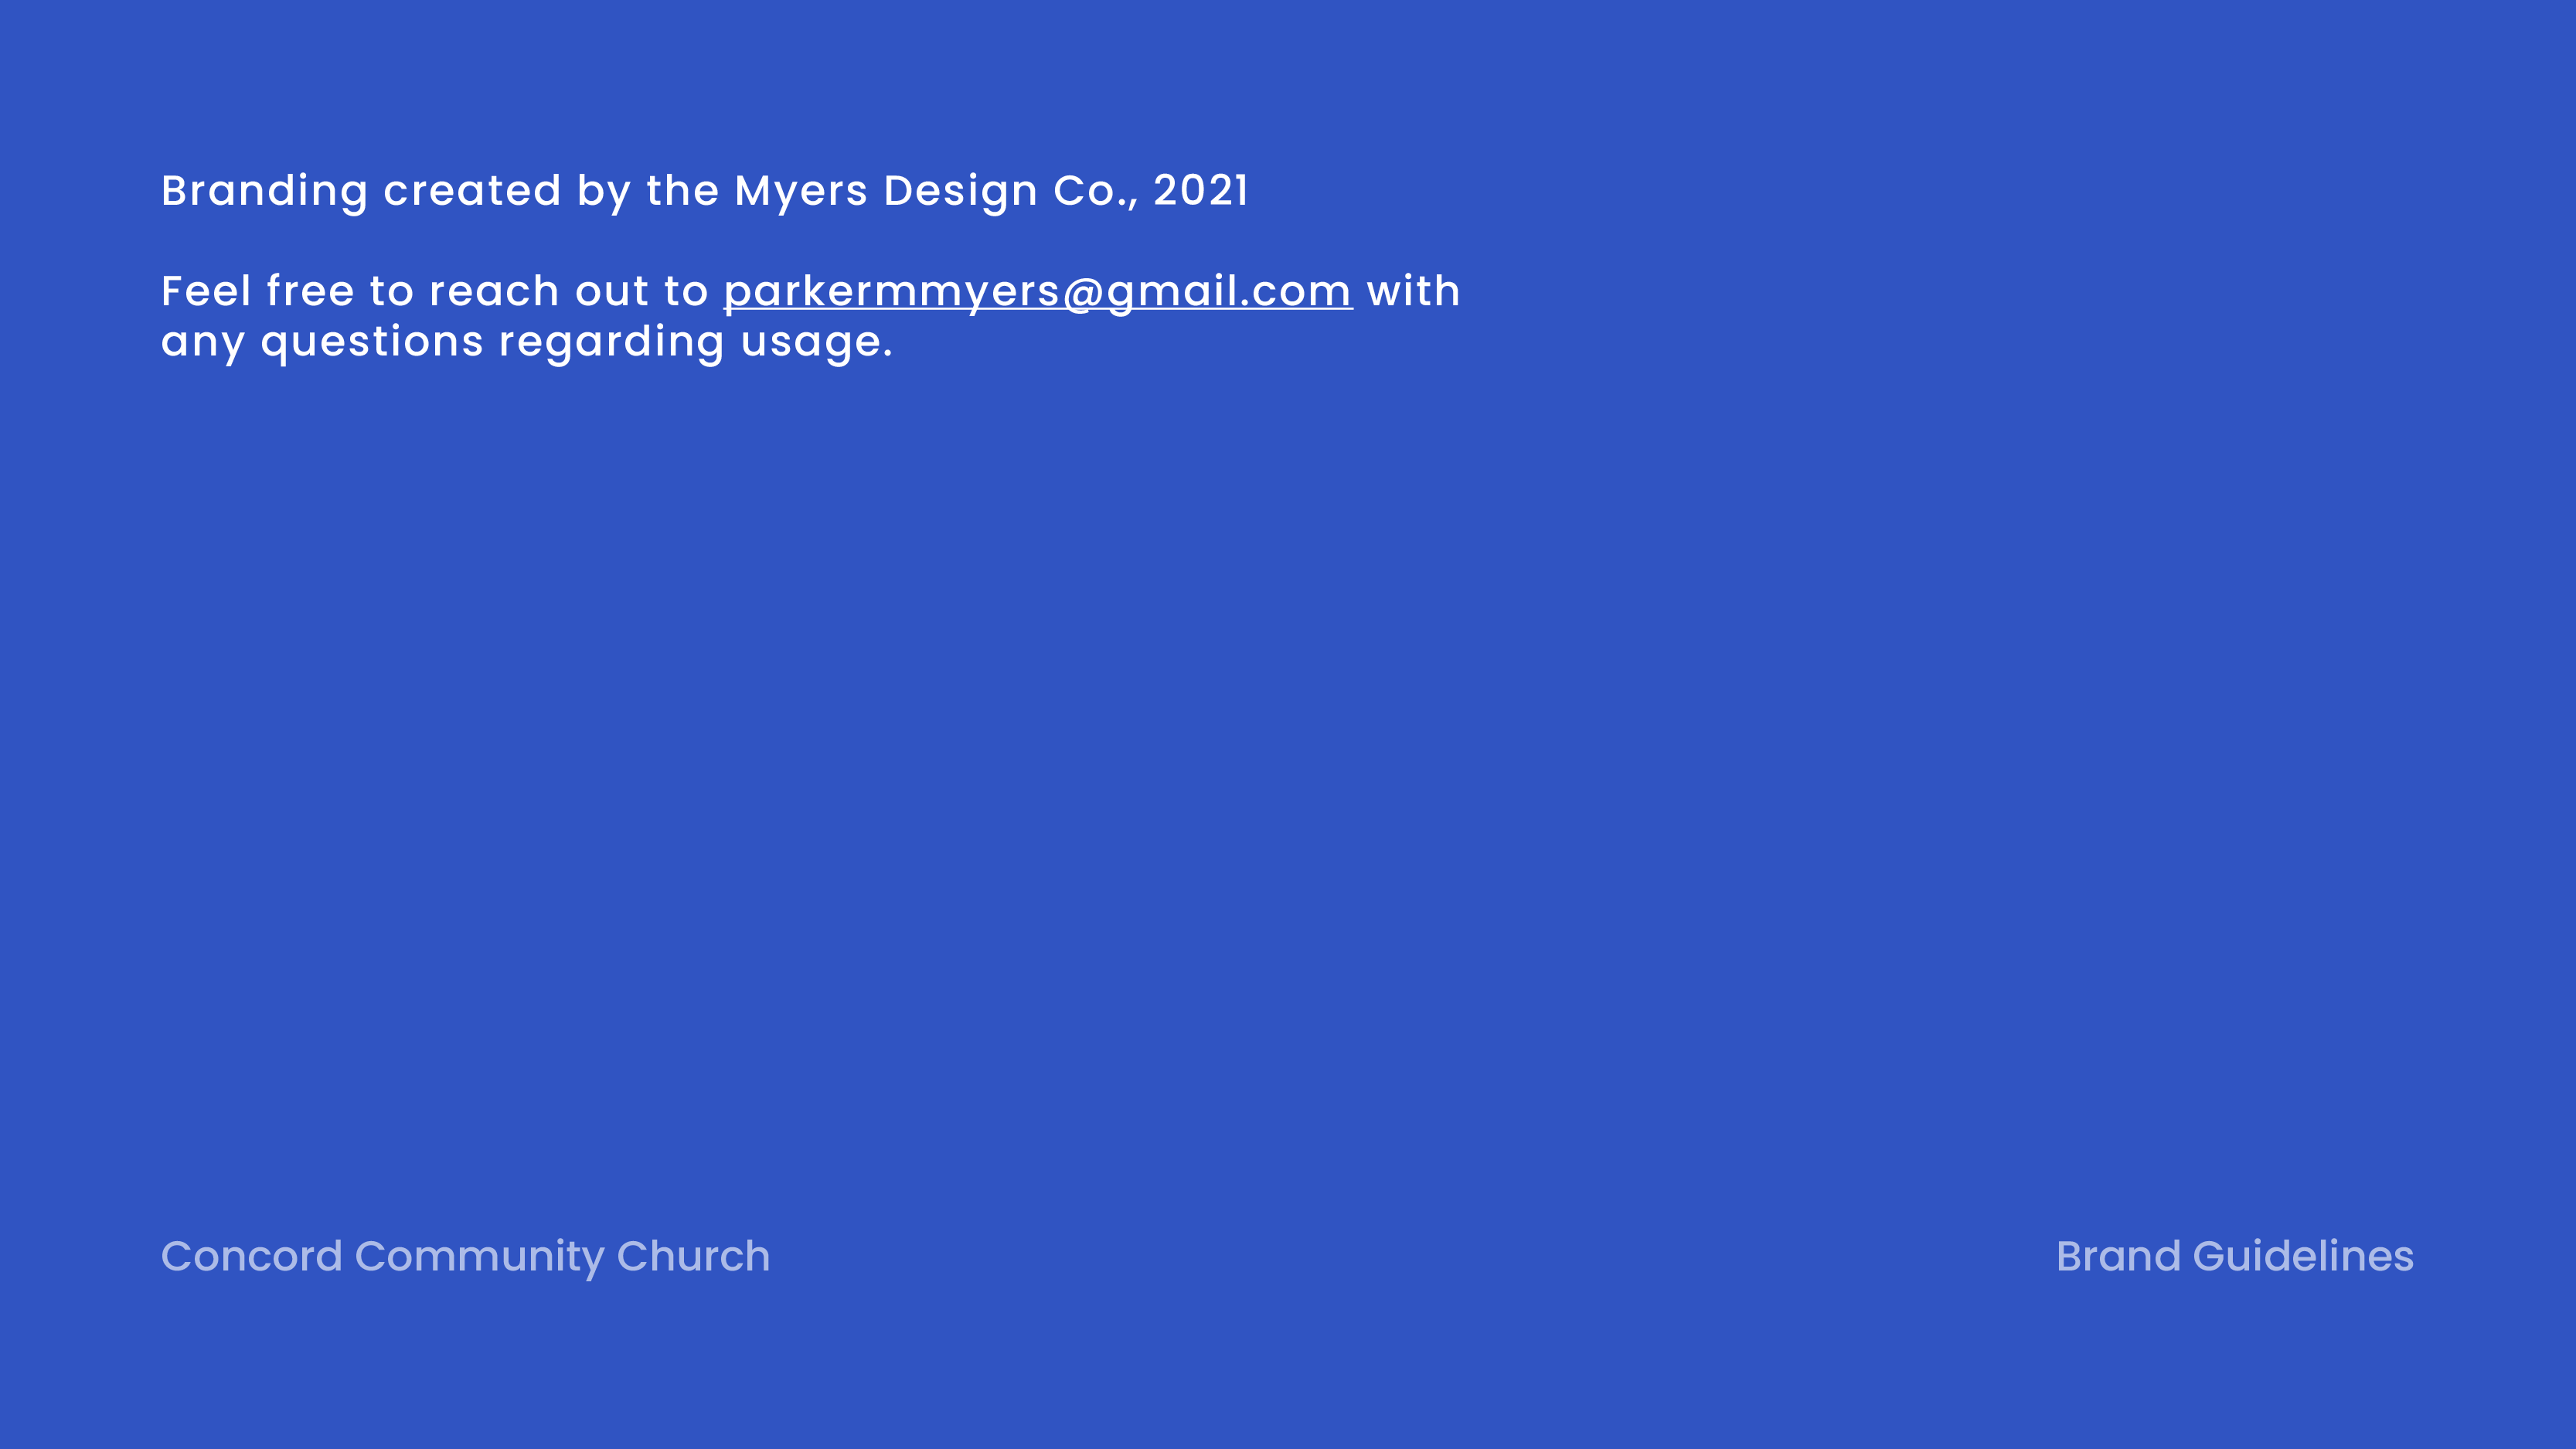 Branding created by the Myers Design Co., 2021
Feel free to reach out to parkermmyers@gmail.com with
any questions regarding usage.
Concord Community Church
Brand Guidelines